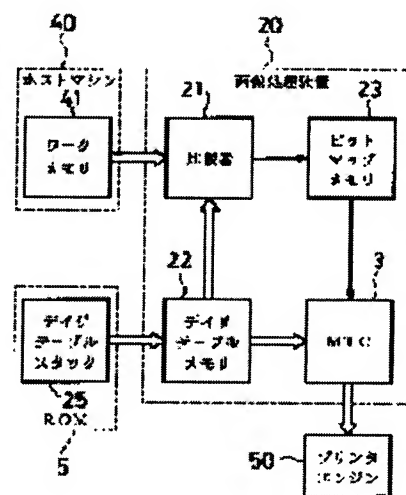 40
20
ホストマシン
画像処理装置
41
21
23
ワーク
メモリ
比較器
ビット
マップ
メモリ
22
3
ディザ
テーブル
スタック
ディザ
テーブル
メモリ
25
ROM
5
50
プリンタ
エンジン